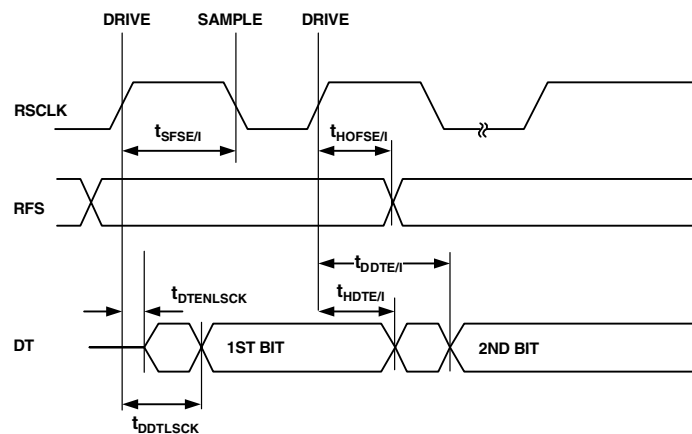 DRIVE SAMPLE DRIVE
RSCLK
tSFSE/I
tHOFSE/I
RFS
tDDTE/I
tDTENLSCK
tHDTE/I
DT
1ST BIT
2ND BIT
tDDTLSCK